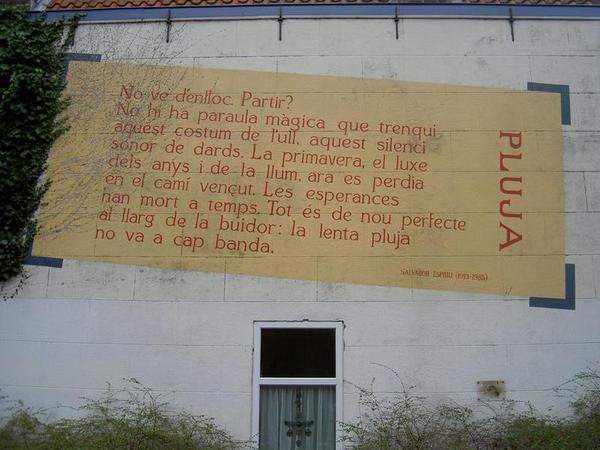 No ve d'enlloc. Partir?
No hi ha paraula màgica que trenqui
aquest costum de l'ull, aquest silenci
sonor de dards. La primavera, el luxe
dels anys i de la llum, ara es perdia
en el camí vençut. Les esperances
han mort a temps. Tot és de nou perfecte
al llarg de la buidor: la lenta pluja
no va a cap banda.
PLUJA
SALVADOR ESPRIU (1913-1985)